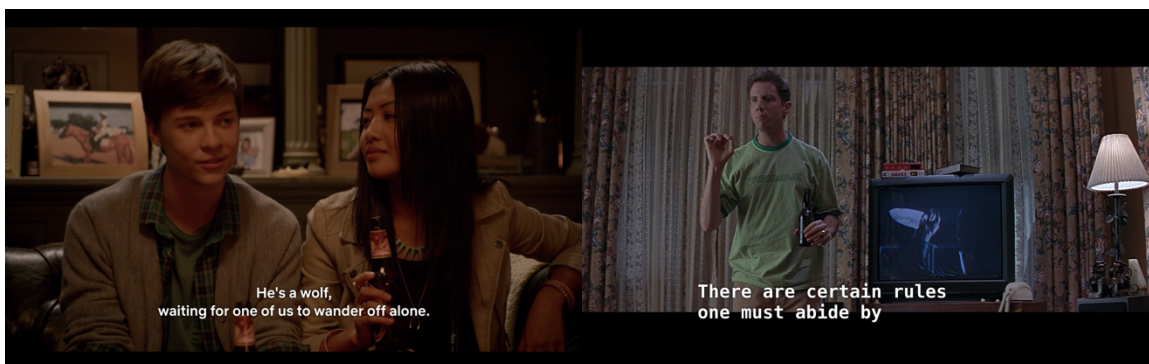 He's a wolf,
waiting for one of us to wander off alone.
There are certain rules
one must abide by